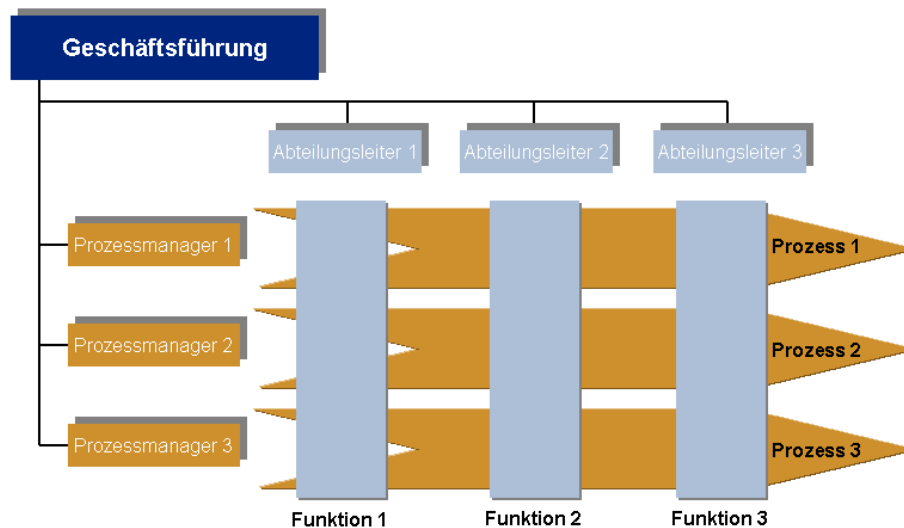 Geschäftsführung
Abteilungsleiter 1
Abteilungsleiter 2
Abteilungsleiter 3
Prozessmanager 1
Prozess 1
Prozessmanager 2
Prozess 2
Prozessmanager 3
Prozess 3
Funktion 1
Funktion 2
Funktion 3